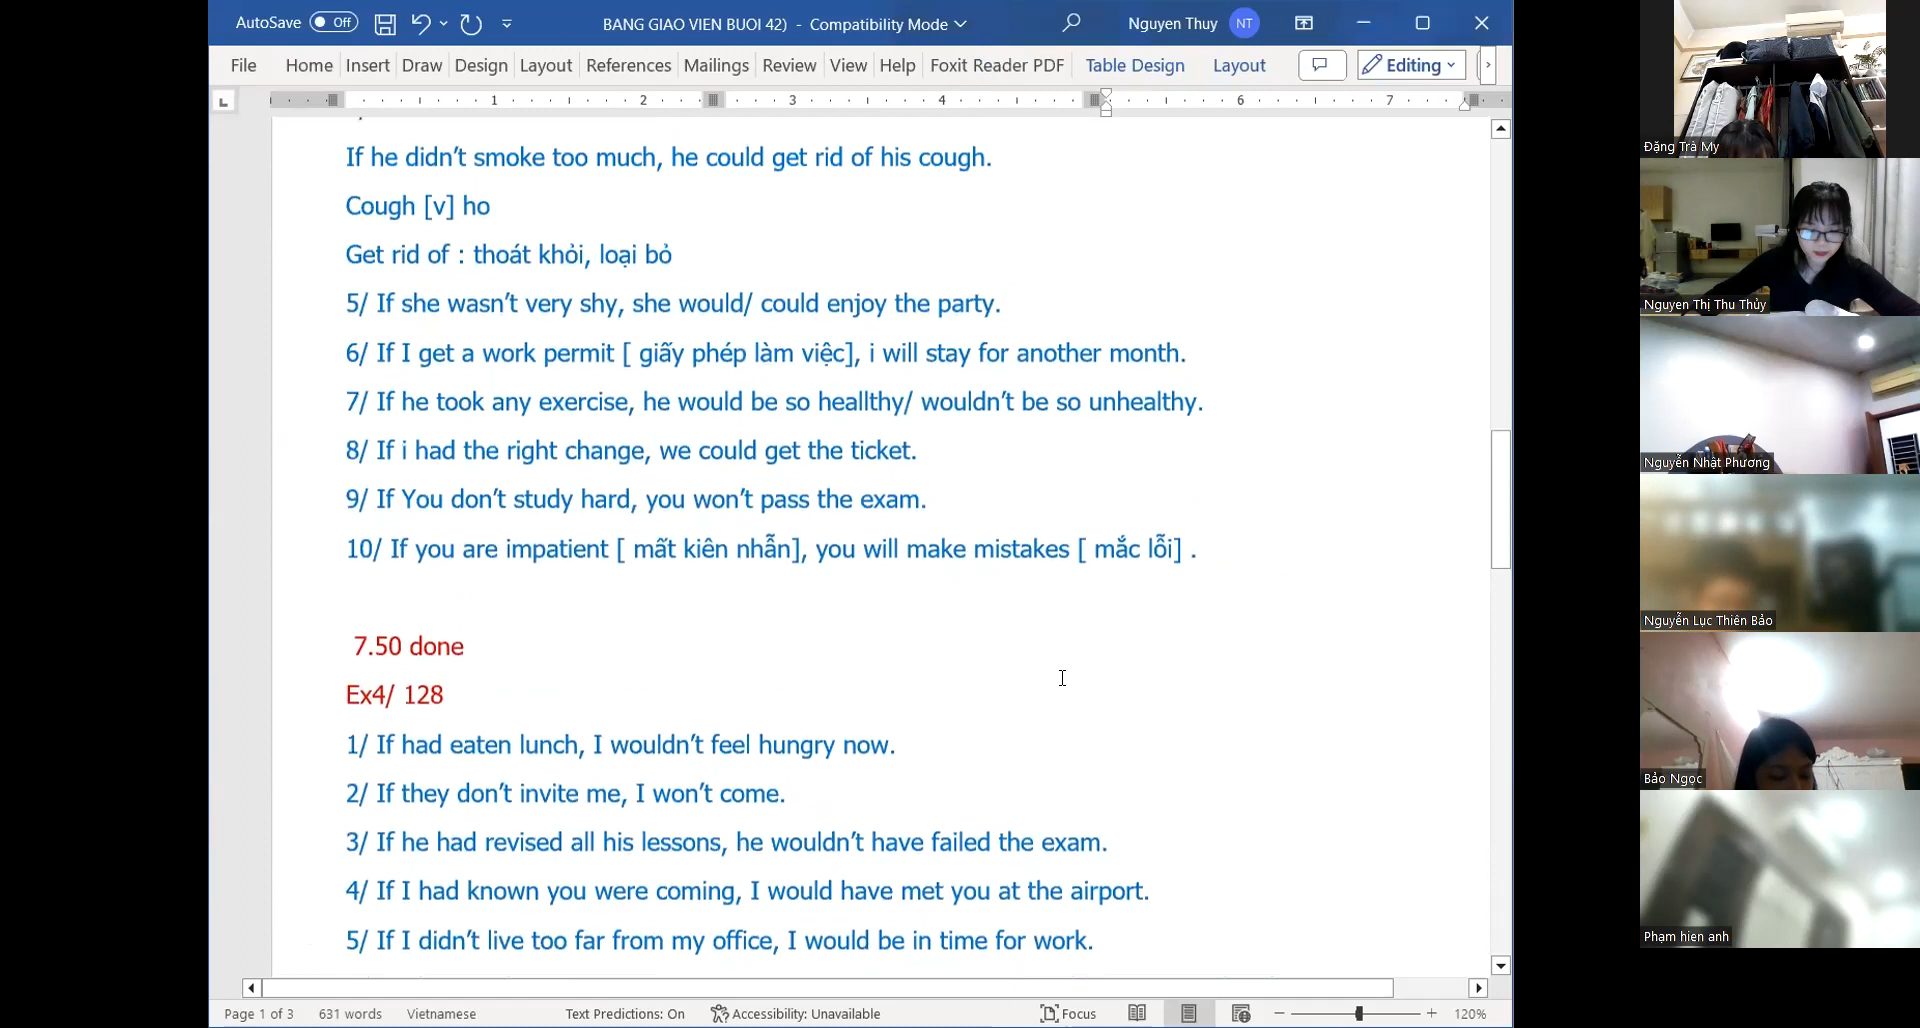 AutoSave Off
BANG GIAO VIEN BUOI 42) - Compatibility Mode
Nguyen Thuy NT
File Home Insert Draw Design Layout References Mailings Review View Help Foxit Reader PDF Table Design Layout Editing
1 2 3 4 6 7
If he didn't smoke too much, he could get rid of his cough.
Cough [v] ho
Get rid of : thoát khỏi, loại bỏ
5/ If she wasn't very shy, she would/ could enjoy the party.
6/ If I get a work permit [ giấy phép làm việc], i will stay for another month.
7/ If he took any exercise, he would be so heallthy/ wouldn't be so unhealthy.
8/ If i had the right change, we could get the ticket.
9/ If You don't study hard, you won't pass the exam.
10/ If you are impatient [ mất kiên nhẫn], you will make mistakes [ mắc lỗi] .
7.50 done
Ex4/ 128
1/ If had eaten lunch, I wouldn't feel hungry now.
2/ If they don't invite me, I won't come.
3/ If he had revised all his lessons, he wouldn't have failed the exam.
4/ If I had known you were coming, I would have met you at the airport.
5/ If I didn't live too far from my office, I would be in time for work.
Page 1 of 3 631 words Vietnamese Text Predictions: On Accessibility: Unavailable Focus 120%
Đặng Trà My
Nguyen Thị Thu Thủy
Nguyễn Nhật Phương
Nguyễn Lục Thiên Bảo
Bảo Ngọc
Phạm hien anh